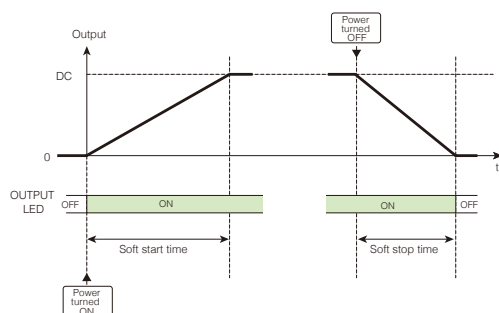 Power
turned
OFF
Output
DC
0
t
OUTPUT
LED
OFF
ON
ON
OFF
Soft start time
Soft stop time
Power
turned
ON